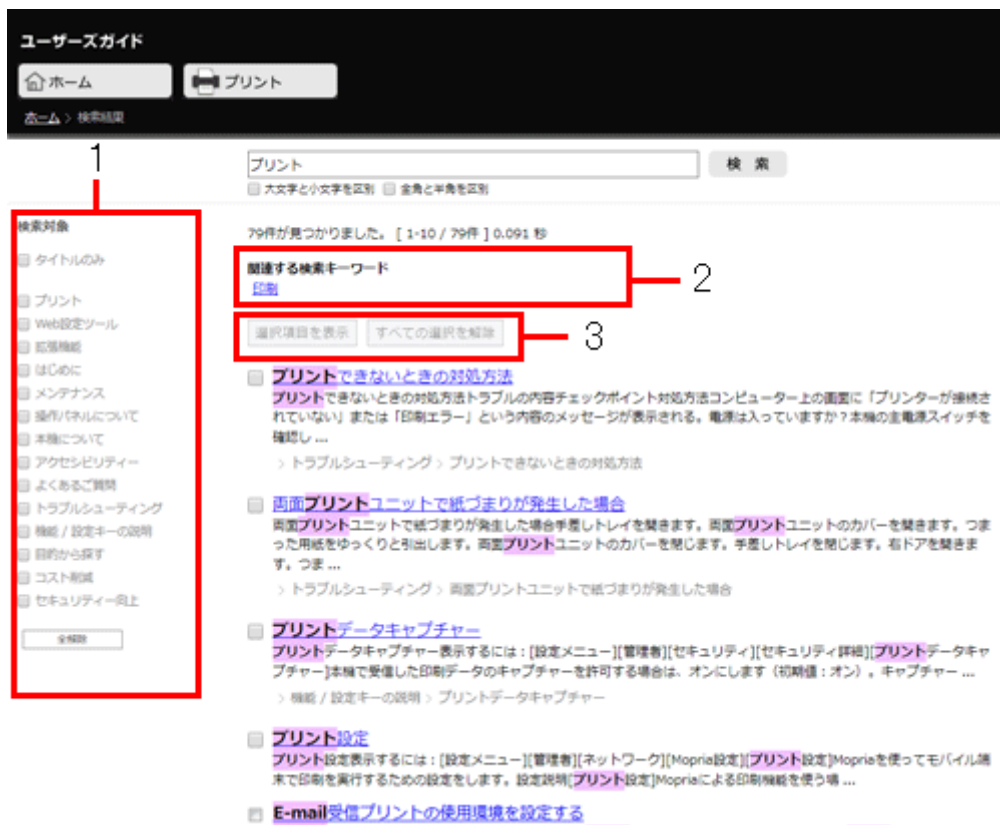 ユーザーズガイド
ホーム
プリント
ホーム > 検索結果
1
プリント
検 索
大文字と小文字を区別 全角と半角を区別
検索対象
タイトルのみ
プリント
Web設定ツール
拡張機能
はじめに
メンテナンス
操作パネルについて
本機について
アクセシビリティー
よくあるご質問
トラブルシューティング
機能 / 設定キーの説明
目的から探す
コスト削減
セキュリティー向上
全解除
79件が見つかりました。 [ 1-10 / 79件 ] 0.091 秒
関連する検索キーワード
印刷
2
選択項目を表示 すべての選択を解除
3
プリントできないときの対処方法
プリントできないときの対処方法トラブルの内容チェックポイント対処方法コンピューター上の画面に「プリンターが接続さ
れていない」または「印刷エラー」という内容のメッセージが表示される。電源は入っていますか？本機の主電源スイッチを
確認し ...
> トラブルシューティング > プリントできないときの対処方法
両面プリントユニットで紙づまりが発生した場合
両面プリントユニットで紙づまりが発生した場合手差しトレイを開きます。両面プリントユニットのカバーを開きます。つま
った用紙をゆっくりと引出します。両面プリントユニットのカバーを閉じます。手差しトレイを閉じます。右ドアを開きま
す。つま ...
> トラブルシューティング > 両面プリントユニットで紙づまりが発生した場合
プリントデータキャプチャー
プリントデータキャプチャー表示するには：[設定メニュー][管理者][セキュリティ][セキュリティ詳細][プリントデータキャ
プチャー]本機で受信した印刷データのキャプチャーを許可する場合は、オンにします（初期値：オン）。キャプチャー ...
> 機能 / 設定キーの説明 > プリントデータキャプチャー
プリント設定
プリント設定表示するには：[設定メニュー][管理者][ネットワーク][Mopria設定][プリント設定]Mopriaを使ってモバイル端
末で印刷を実行するための設定をします。設定説明[プリント設定]Mopriaによる印刷機能を使う場 ...
E-mail受信プリントの使用環境を設定する